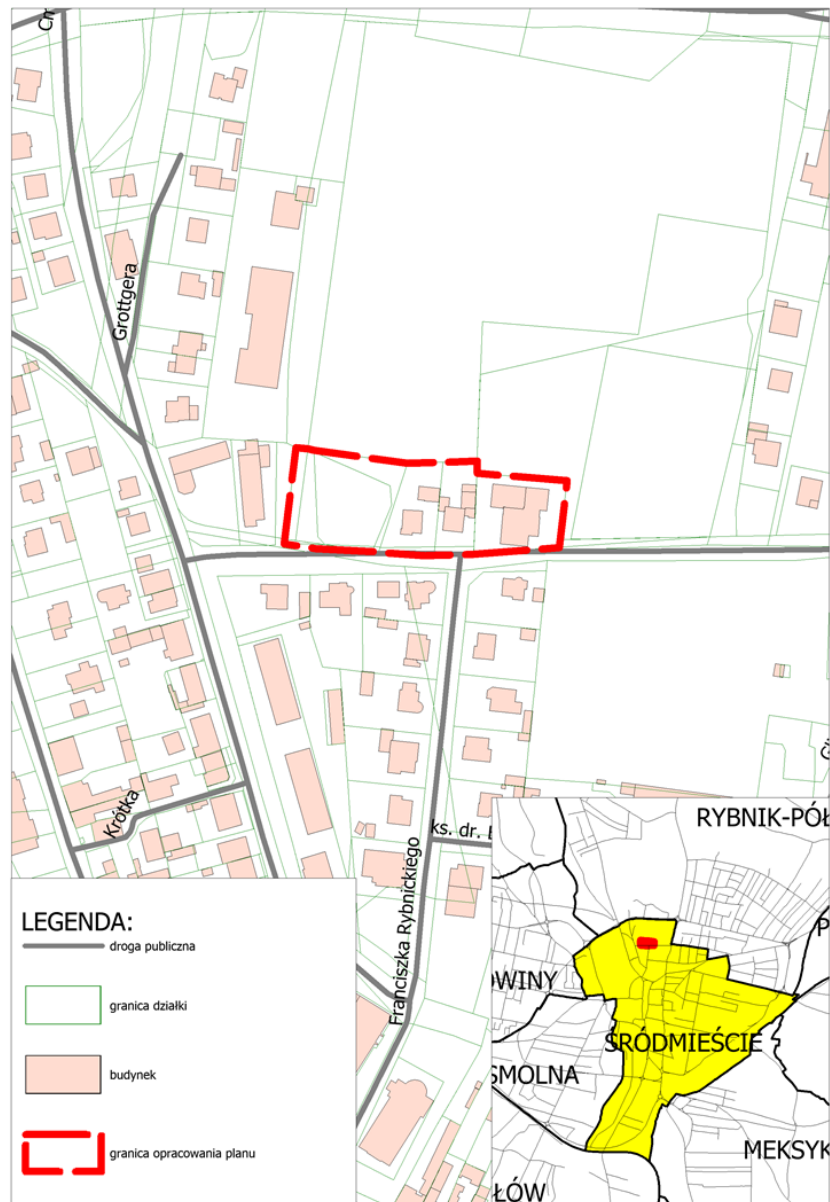 Cm
Grottgera
Krótka
ks. dr.
Franciszka Rybnickiego
LEGENDA:
droga publiczna
granica działki
budynek
granica opracowania planu
RYBNIK-PÓŁ
WINY
ŚRÓDMIEŚCIE
SMOLNA
MEKSYK
ŁÓW